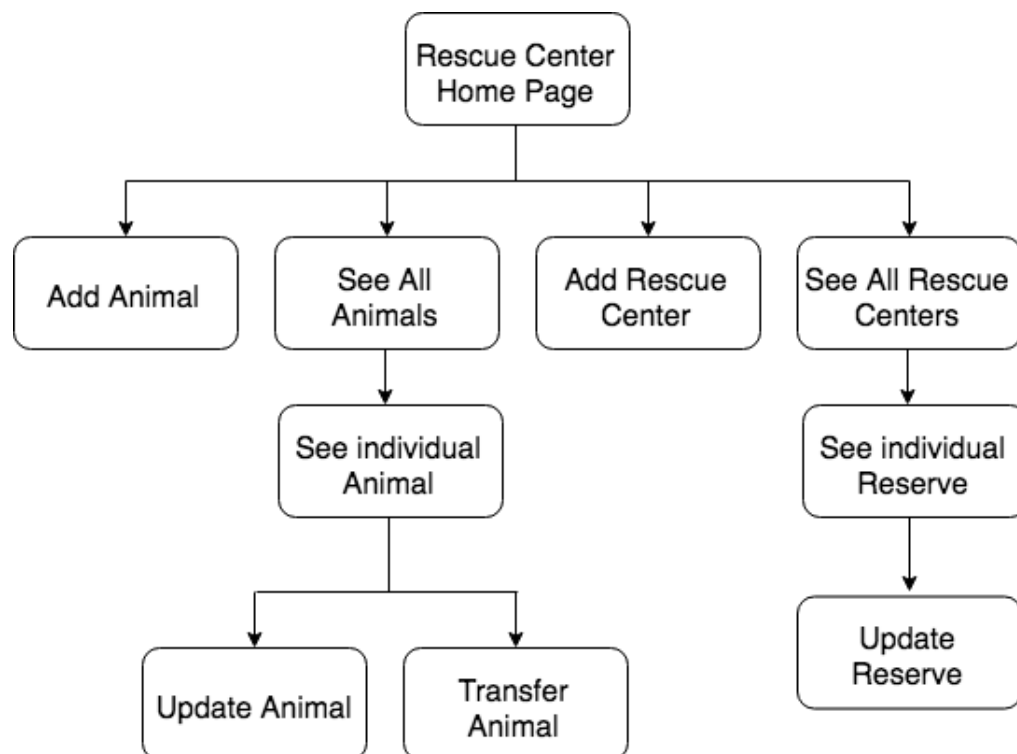 Rescue Center
Home Page
Add Animal
See All
Animals
Add Rescue
Center
See All Rescue
Centers
See individual
Animal
See individual
Reserve
Update Animal
Transfer
Animal
Update
Reserve